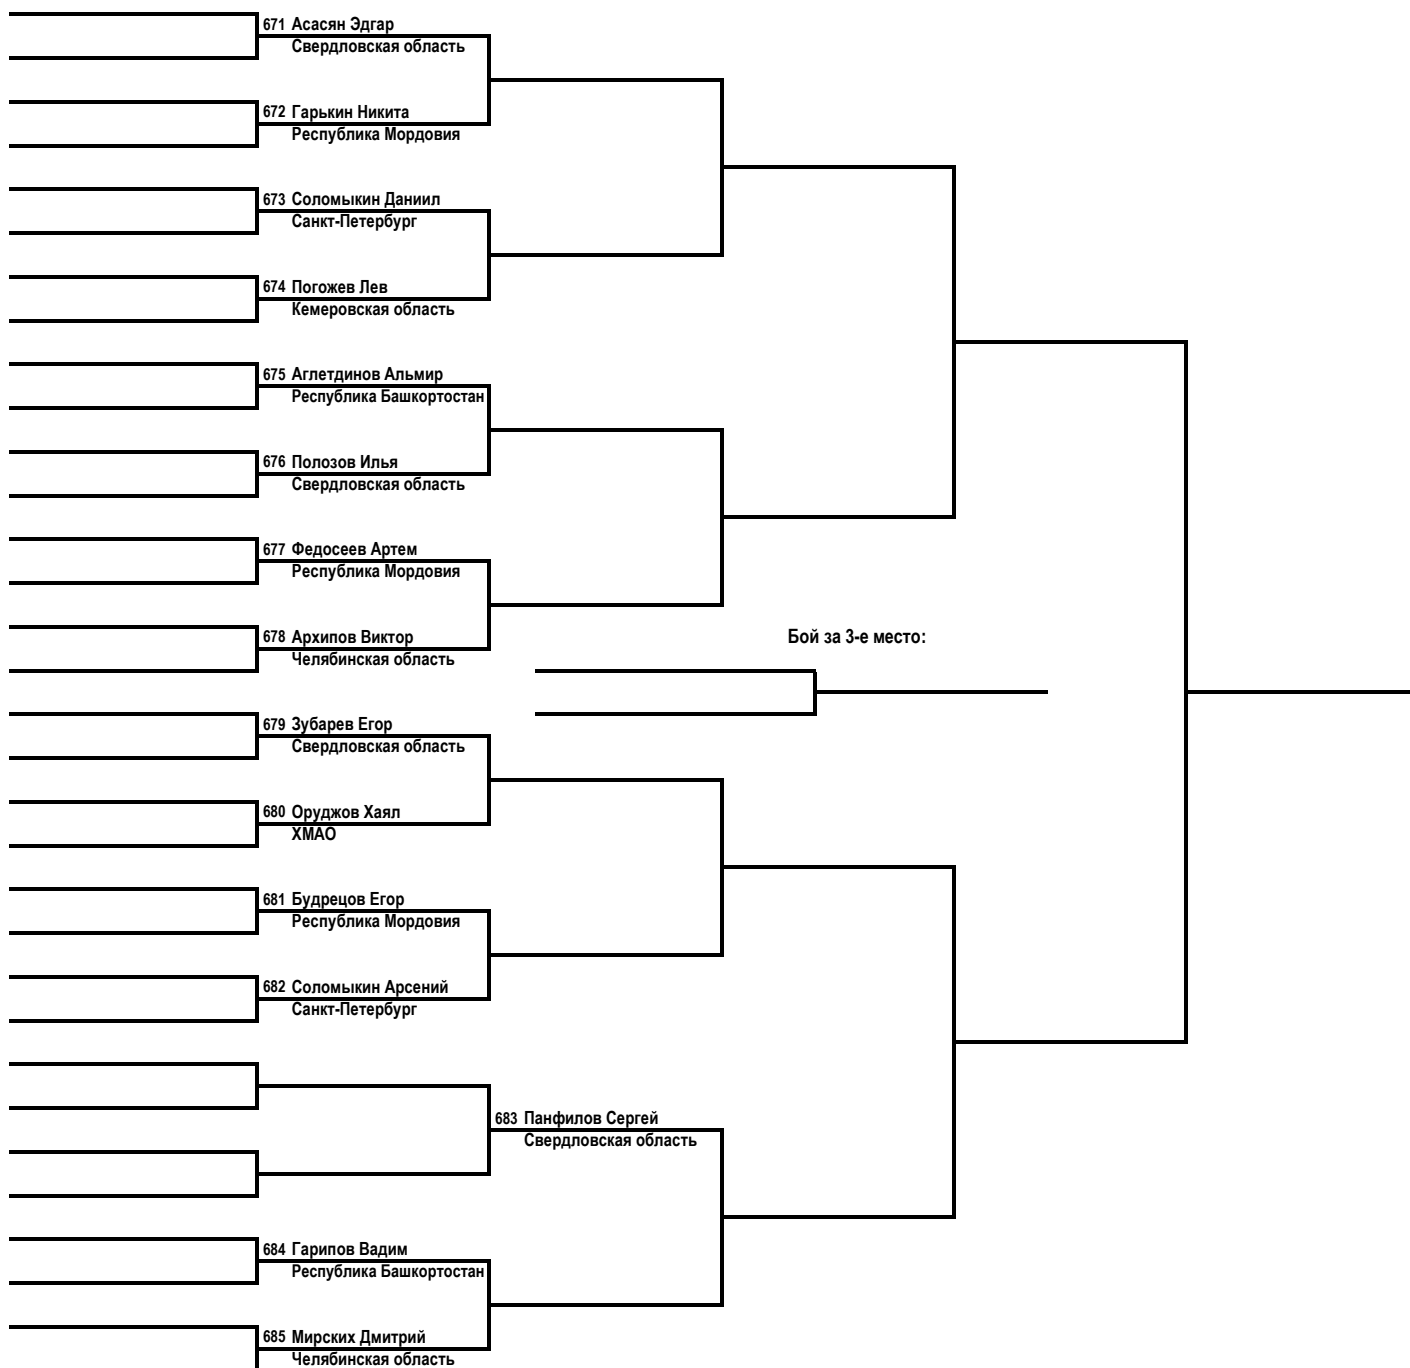 671 Асасян Эдгар
Свердловская область
672 Гарькин Никита
Республика Мордовия
673 Соломыкин Даниил
Санкт-Петербург
674 Погожев Лев
Кемеровская область
675 Аглетдинов Альмир
Республика Башкортостан
676 Полозов Илья
Свердловская область
677 Федосеев Артем
Республика Мордовия
678 Архипов Виктор
Челябинская область
Бой за 3-е место:
679 Зубарев Егор
Свердловская область
680 Оруджов Хаял
ХМАО
681 Будрецов Егор
Республика Мордовия
682 Соломыкин Арсений
Санкт-Петербург
683 Панфилов Сергей
Свердловская область
684 Гарипов Вадим
Республика Башкортостан
685 Мирских Дмитрий
Челябинская область